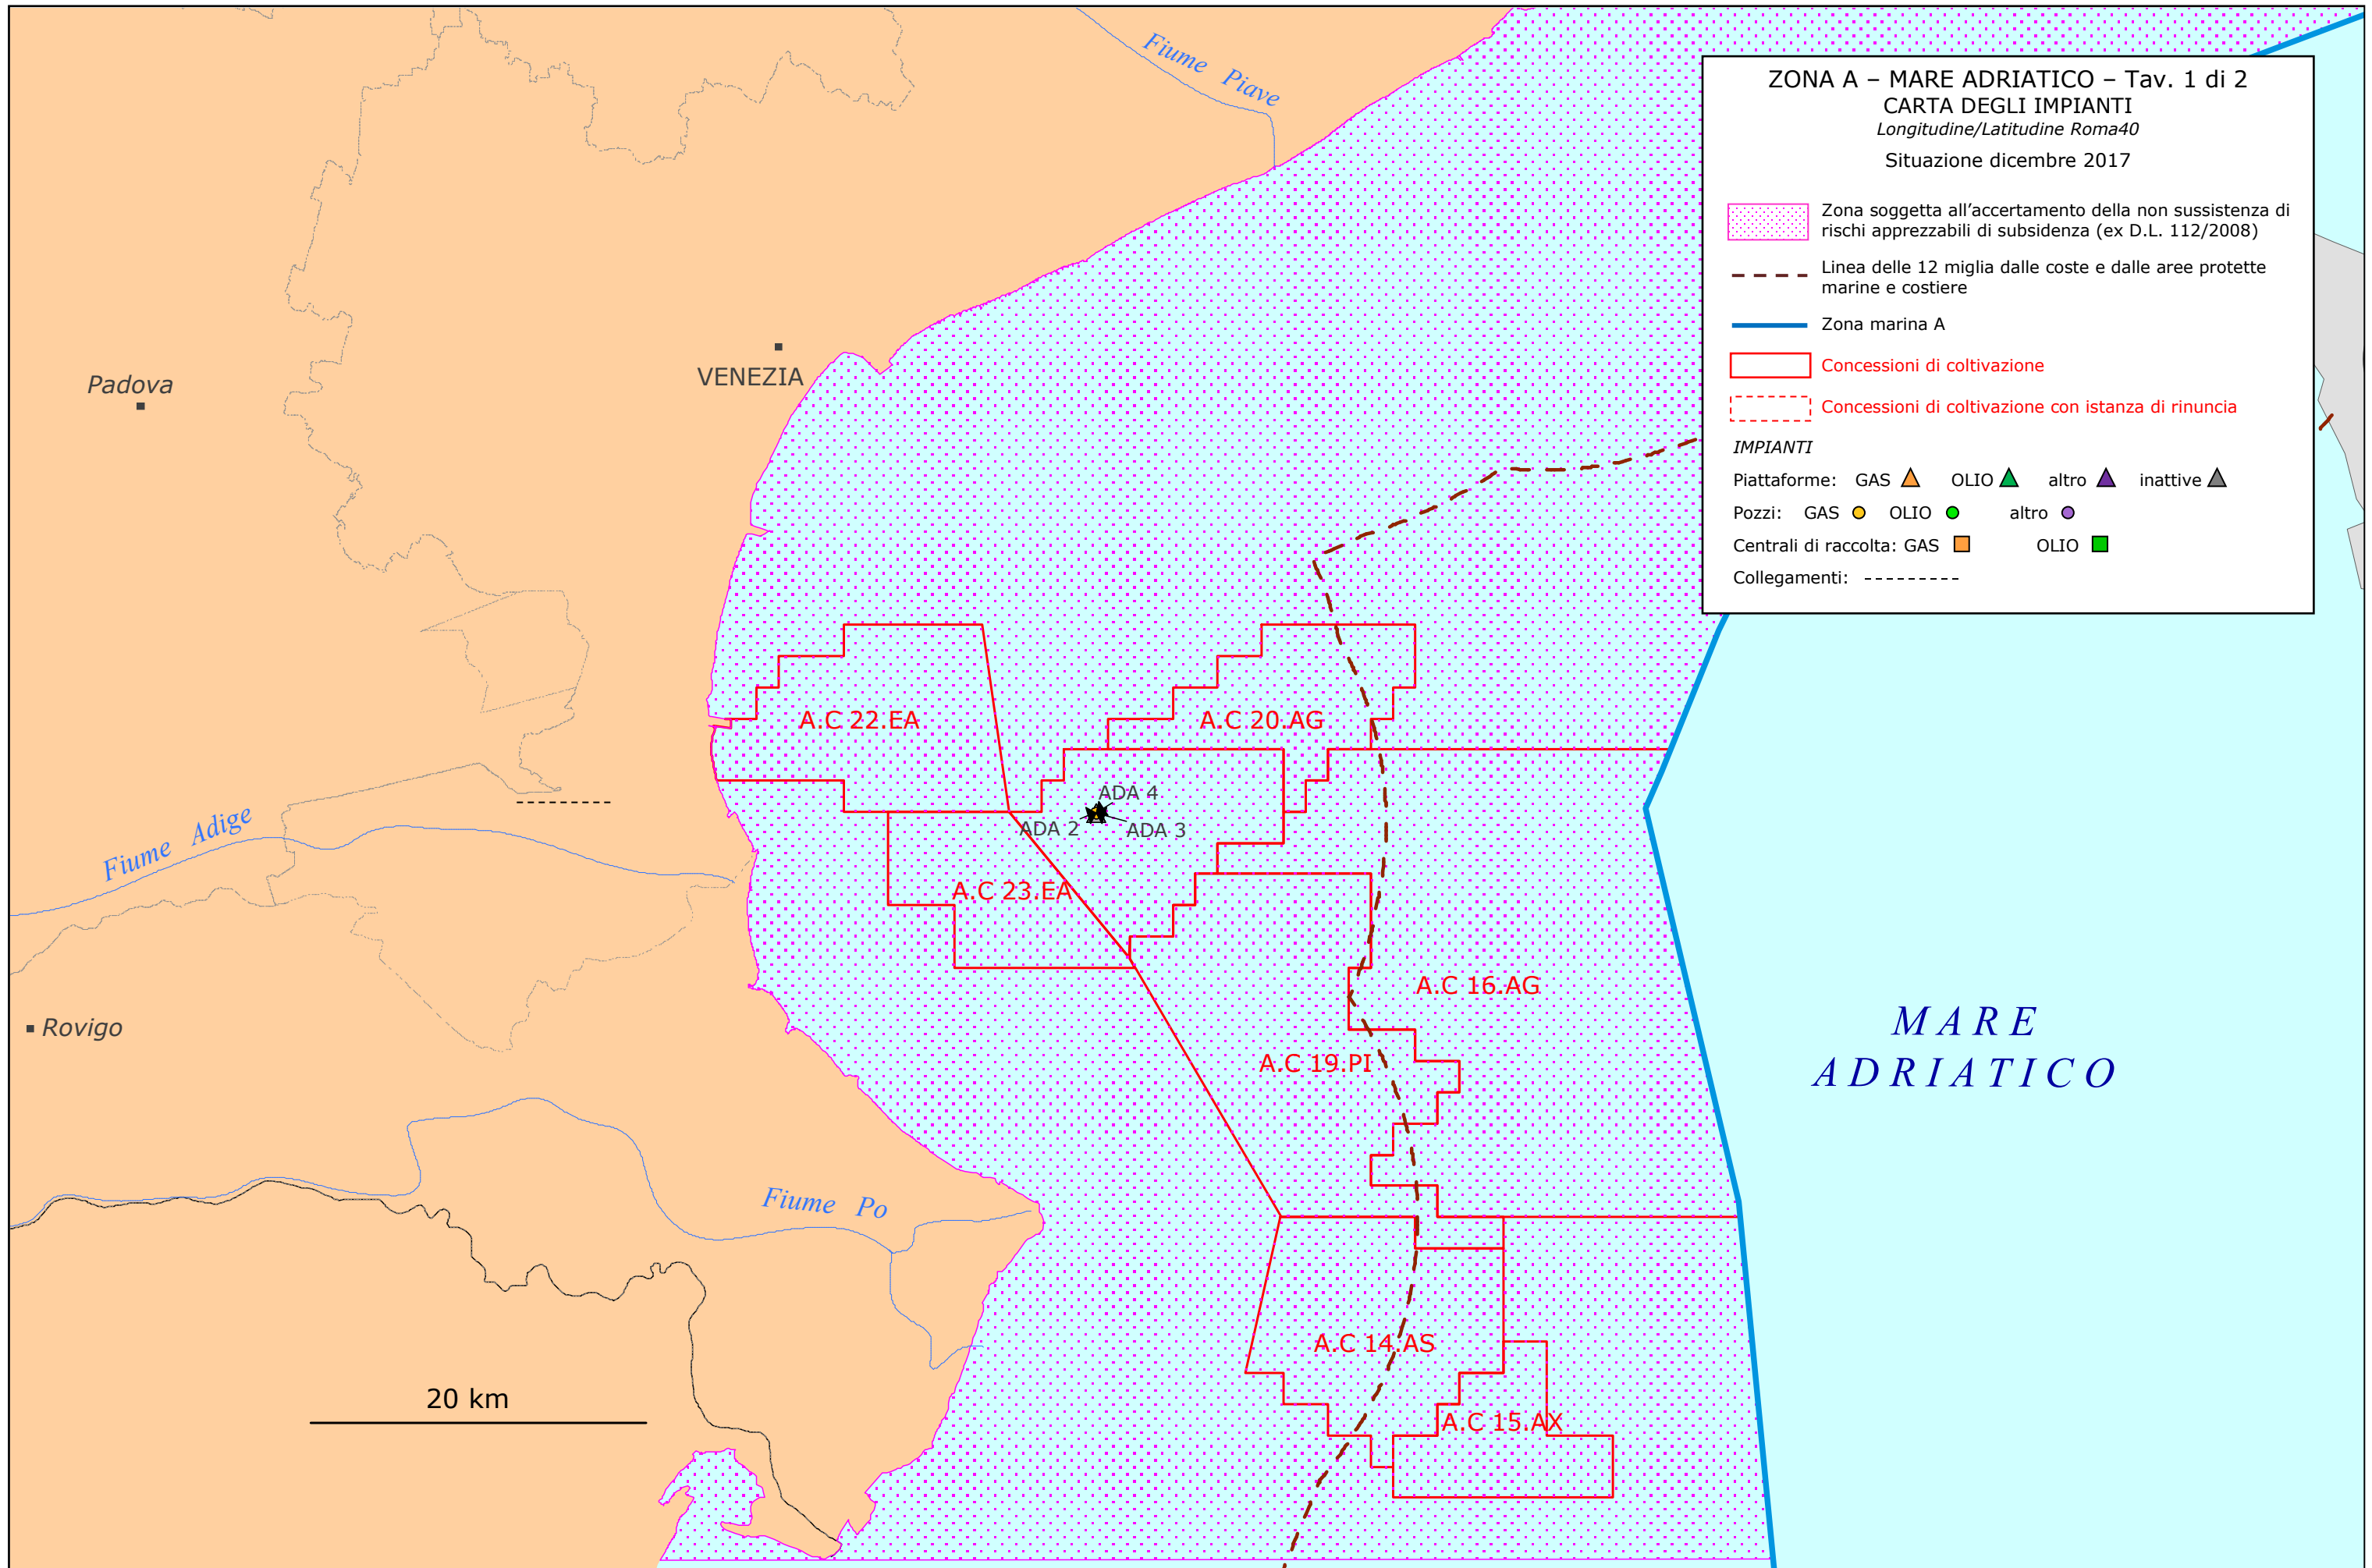 ZONA A – MARE ADRIATICO – Tav. 1 di 2
CARTA DEGLI IMPIANTI
Longitudine/Latitudine Roma40
Situazione dicembre 2017
Zona soggetta all’accertamento della non sussistenza di
rischi apprezzabili di subsidenza (ex D.L. 112/2008)
Linea delle 12 miglia dalle coste e dalle aree protette
marine e costiere
Zona marina A
Concessioni di coltivazione
Concessioni di coltivazione con istanza di rinuncia
IMPIANTI
Piattaforme: GAS OLIO altro inattive
Pozzi: GAS OLIO altro
Centrali di raccolta: GAS OLIO
Collegamenti:
Fiume Piave
VENEZIA
Padova
A.C 22.EA
A.C 20.AG
ADA 4
ADA 2
ADA 3
Fiume Adige
A.C 23.EA
A.C 16.AG
Rovigo
MARE
ADRIATICO
A.C 19.PI
Fiume Po
A.C 14.AS
20 km
A.C 15.AX